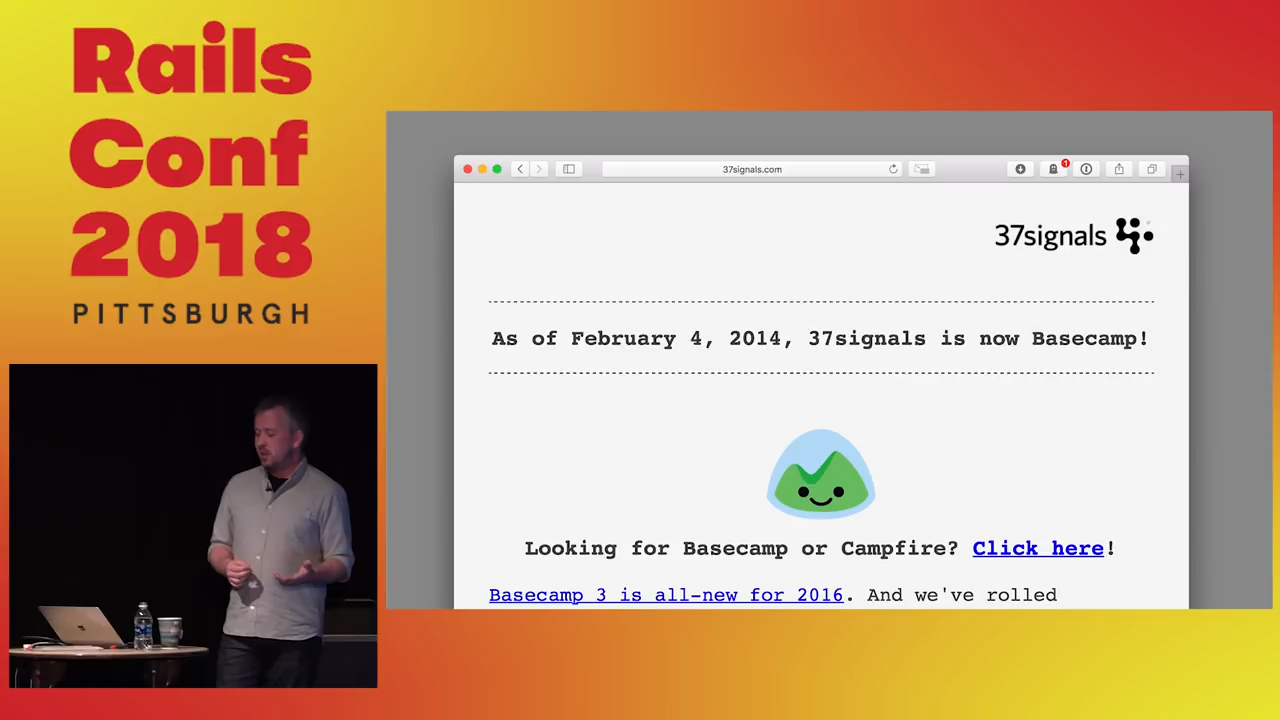 Rails
Conf
2018
PITTSBURGH
37signals.com
1
37signals
As of February 4, 2014, 37signals is now Basecamp!
Looking for Basecamp or Campfire? Click here!
Basecamp 3 is all-new for 2016. And we've rolled